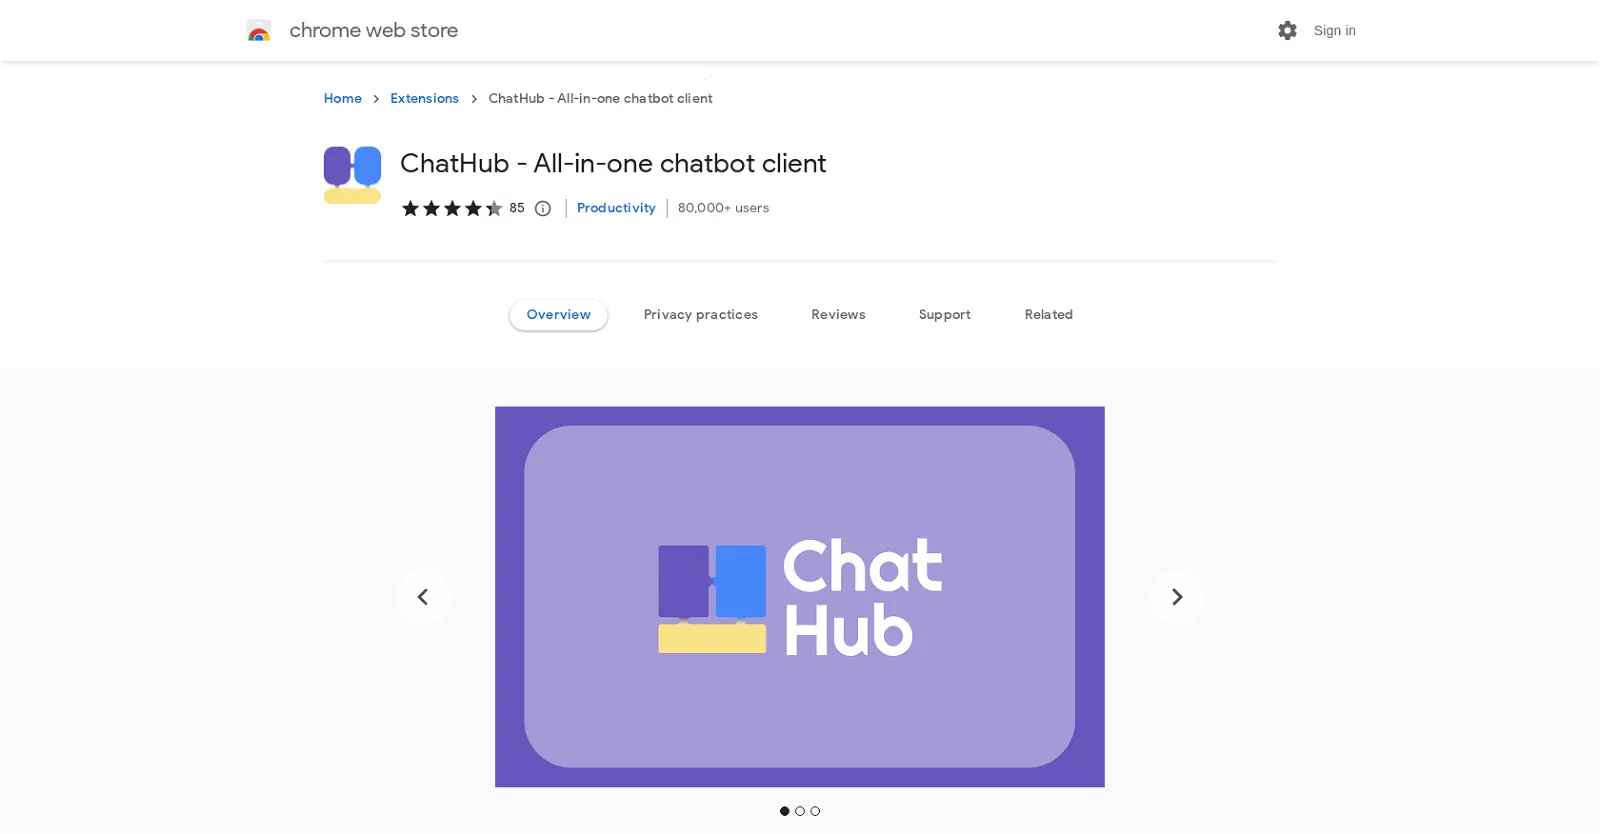 chrome web store
Sign in
Home > Extensions > ChatHub - All-in-one chatbot client
ChatHub - All-in-one chatbot client
85 Productivity 80,000+ users
Overview Privacy practices Reviews Support Related
Chat
Hub